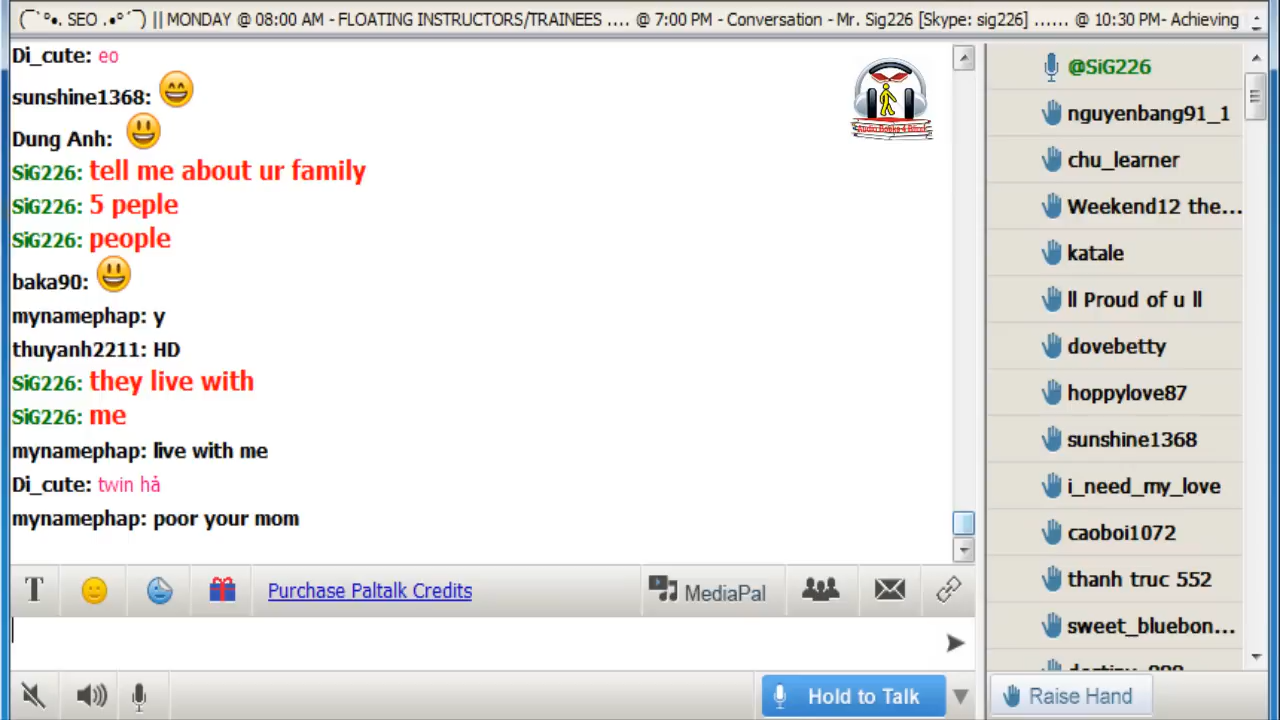 (¯`º•. SEO .•º´¯) || MONDAY @ 08:00 AM - FLOATING INSTRUCTORS/TRAINEES .... @ 7:00 PM - Conversation - Mr. Sig226 [Skype: sig226] ...... @ 10:30 PM- Achieving
Di_cute: eo
sunshine1368:
Dung Anh:
SiG226: tell me about ur family
SiG226: 5 peple
SiG226: people
baka90:
mynamephap: y
thuyanh2211: HD
SiG226: they live with
SiG226: me
mynamephap: live with me
Di_cute: twin hả
mynamephap: poor your mom
Audio Books 4 Blind
Purchase Paltalk Credits
MediaPal
Hold to Talk
@SiG226
nguyenbang91_1
chu_learner
Weekend12 the...
katale
ll Proud of u ll
dovebetty
hoppylove87
sunshine1368
i_need_my_love
caoboi1072
thanh truc 552
sweet_bluebon...
Raise Hand